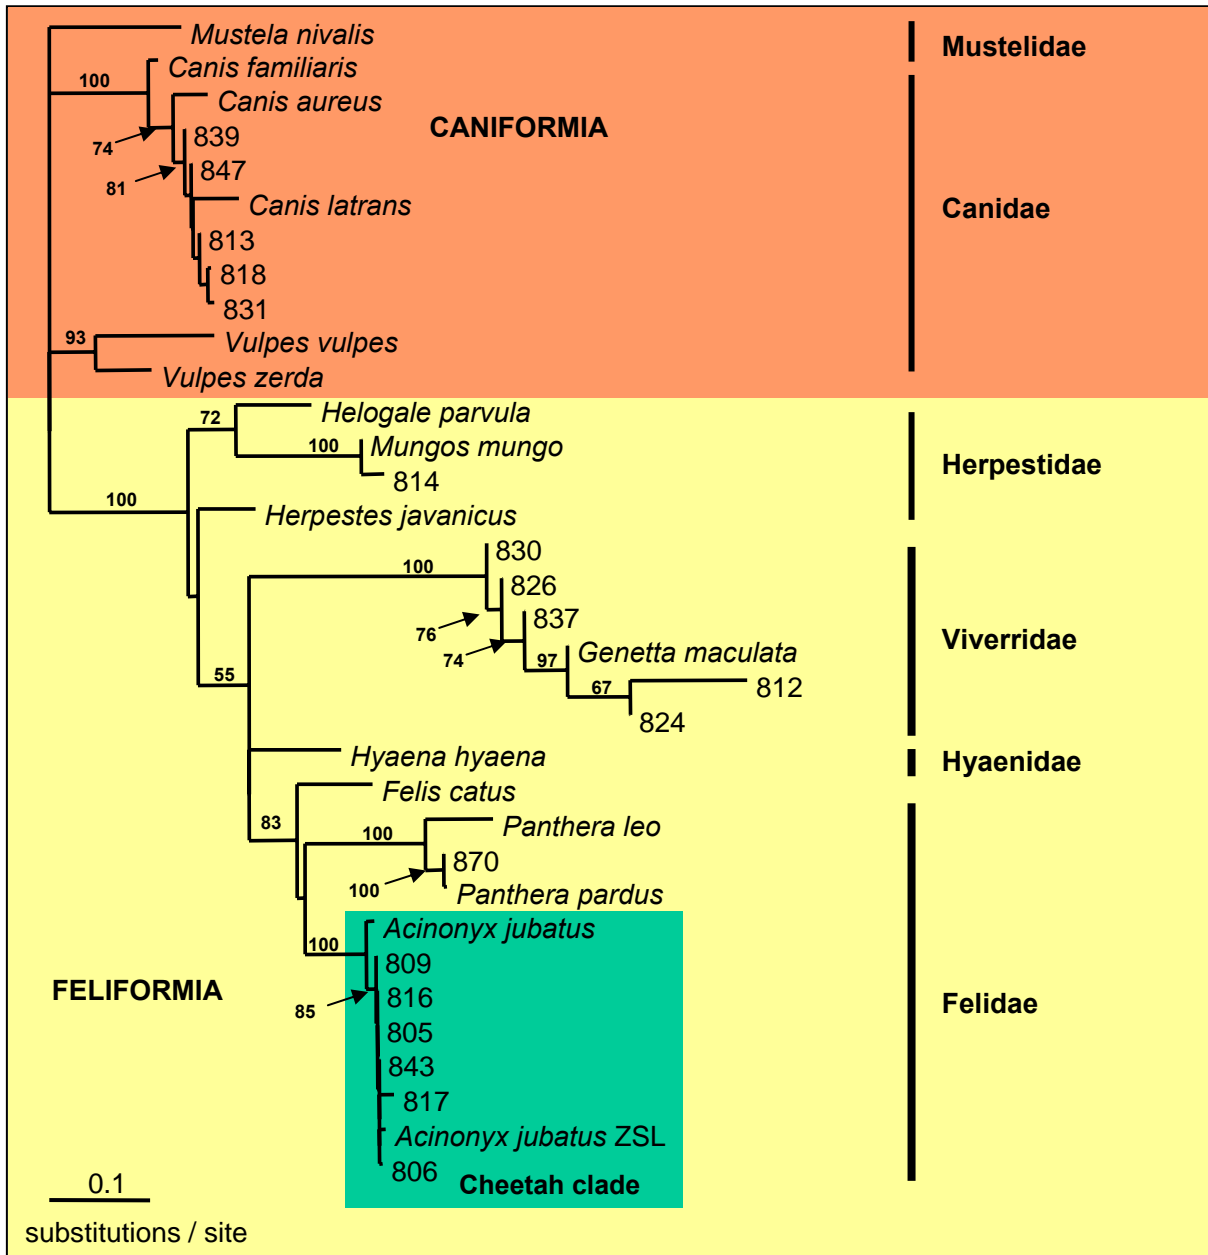 Mustela nivalis
Mustelidae
Canis familiaris
100
Canis aureus
CANIFORMIA
74
839
81
847
Canis latrans
Canidae
813
818
831
93
Vulpes vulpes
Vulpes zerda
72
Helogale parvula
100
Mungos mungo
Herpestidae
814
100
Herpestes javanicus
830
100
826
76
837
Viverridae
74
97
Genetta maculata
55
67
812
824
Hyaena hyaena
Hyaenidae
Felis catus
83
100
Panthera leo
870
100
Panthera pardus
Acinonyx jubatus
100
809
FELIFORMIA
85
816
Felidae
805
843
817
Acinonyx jubatus ZSL
806
Cheetah clade
0.1
substitutions / site